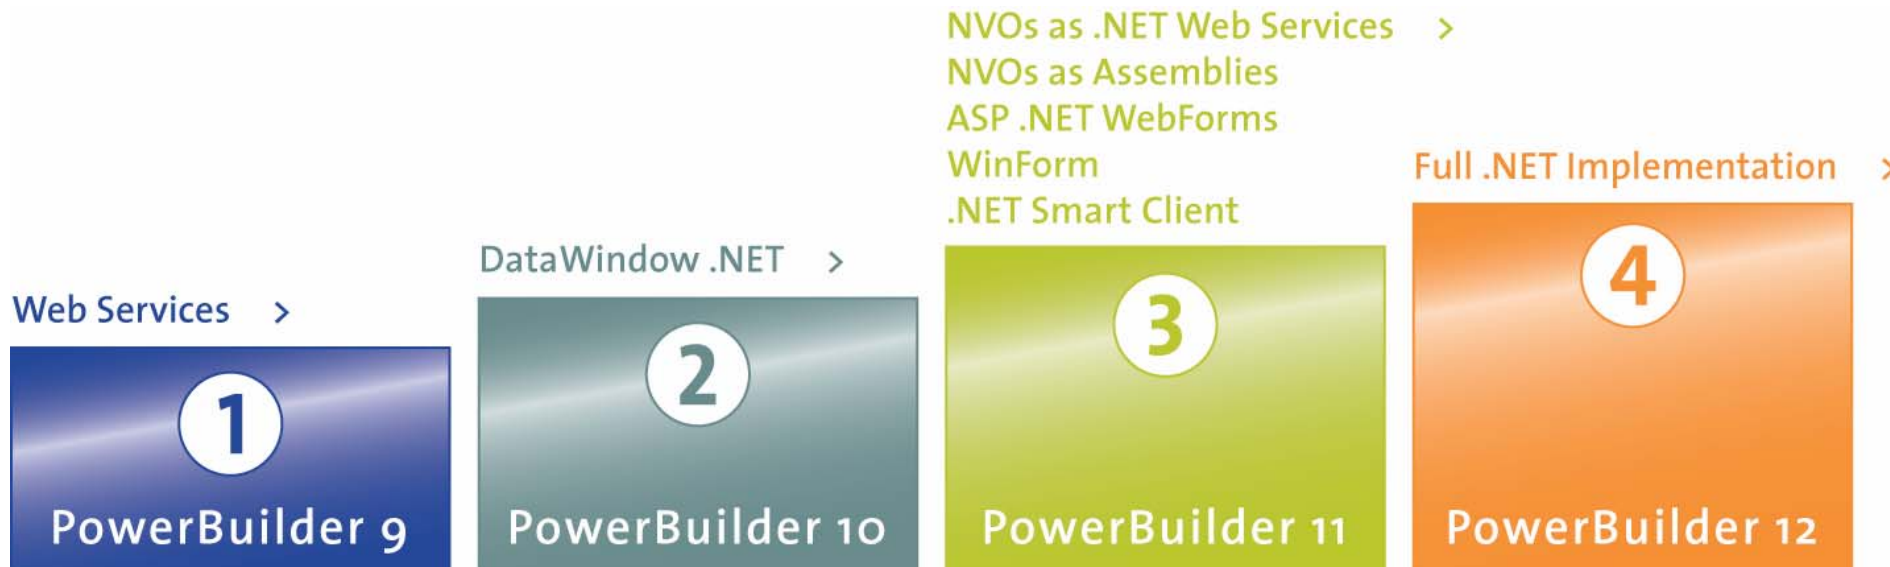 Web Services >
1
PowerBuilder 9
DataWindow .NET >
2
PowerBuilder 10
NVOs as .NET Web Services >
NVOs as Assemblies
ASP .NET WebForms
WinForm
.NET Smart Client
3
PowerBuilder 11
Full .NET Implementation >
4
PowerBuilder 12